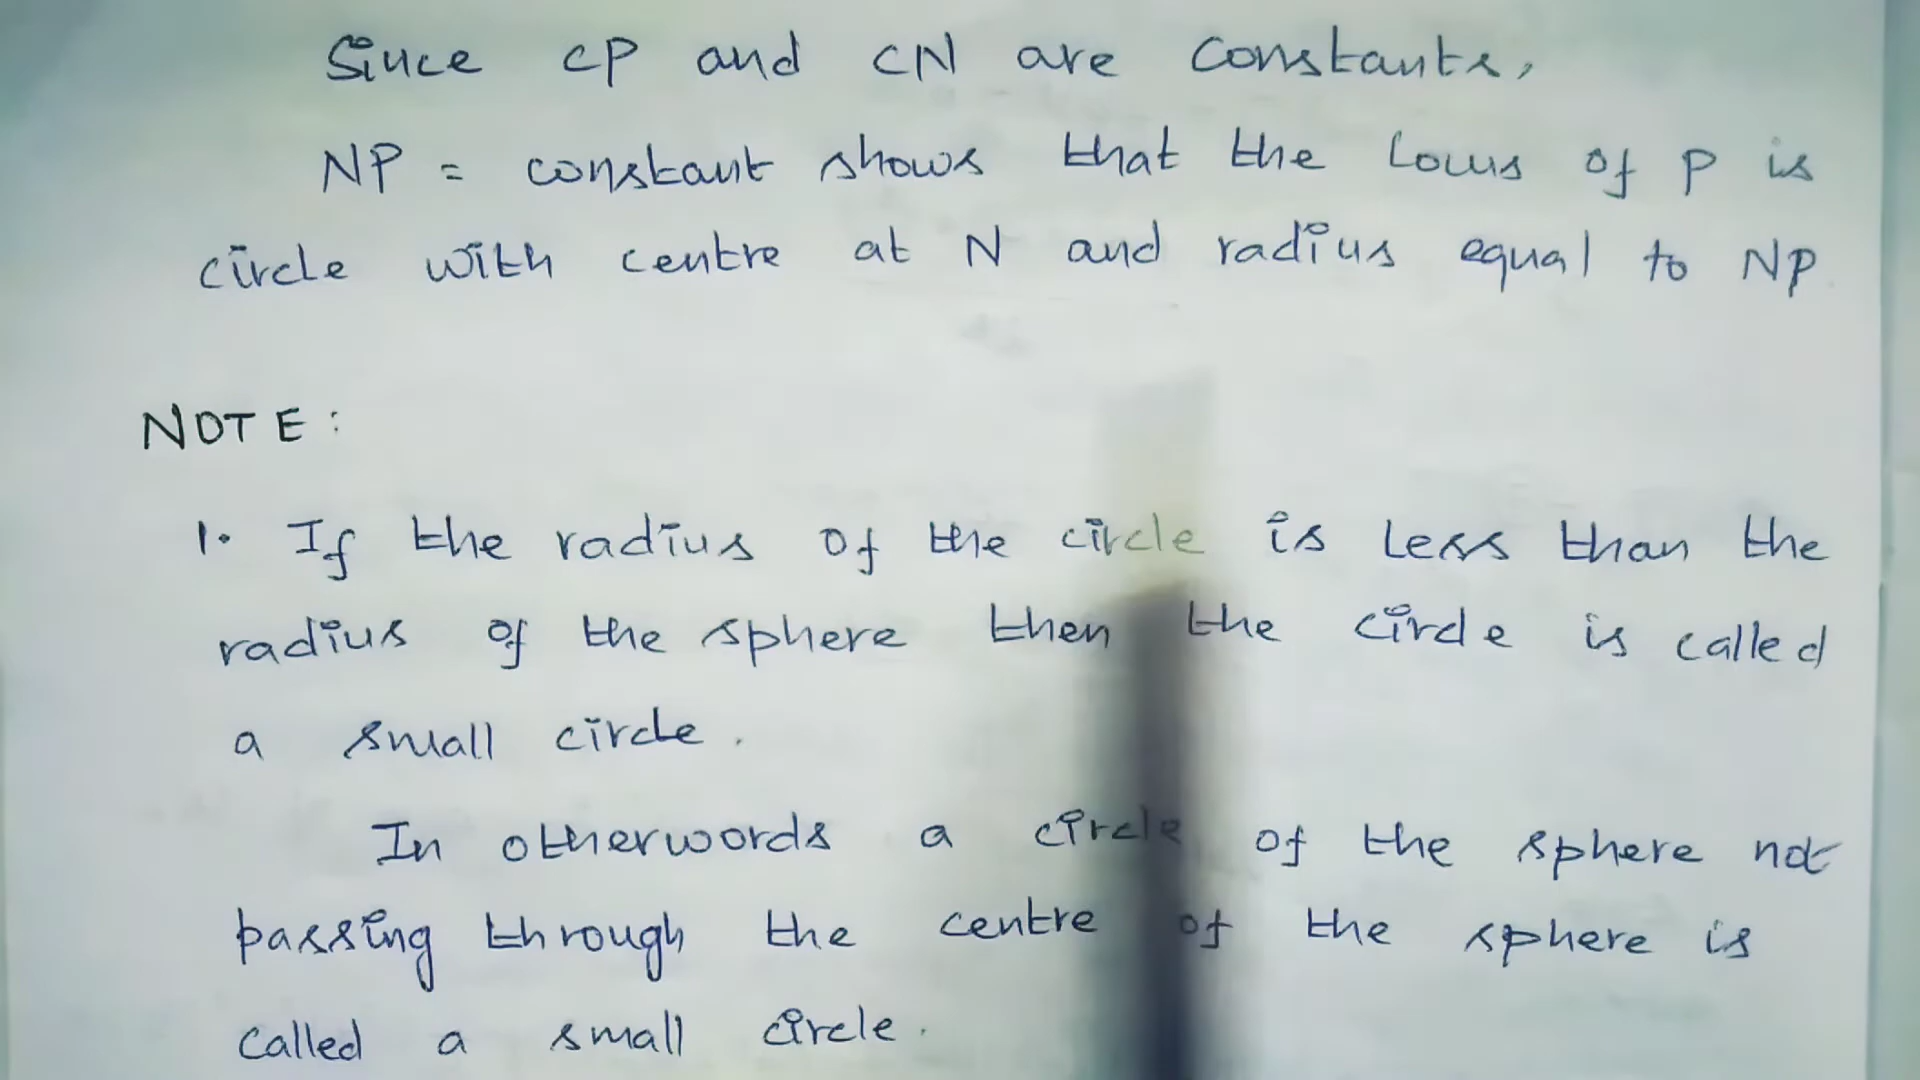 Since CP and CN are constants,
NP = constant shows that the locus of P is
circle with centre at N and radius equal to NP
NOTE:
1. If the radius of the circle is less than the
radius of the sphere then the circle is called
a small circle.
In otherwords a circle of the sphere not
passing through the centre of the sphere is
called a small circle.